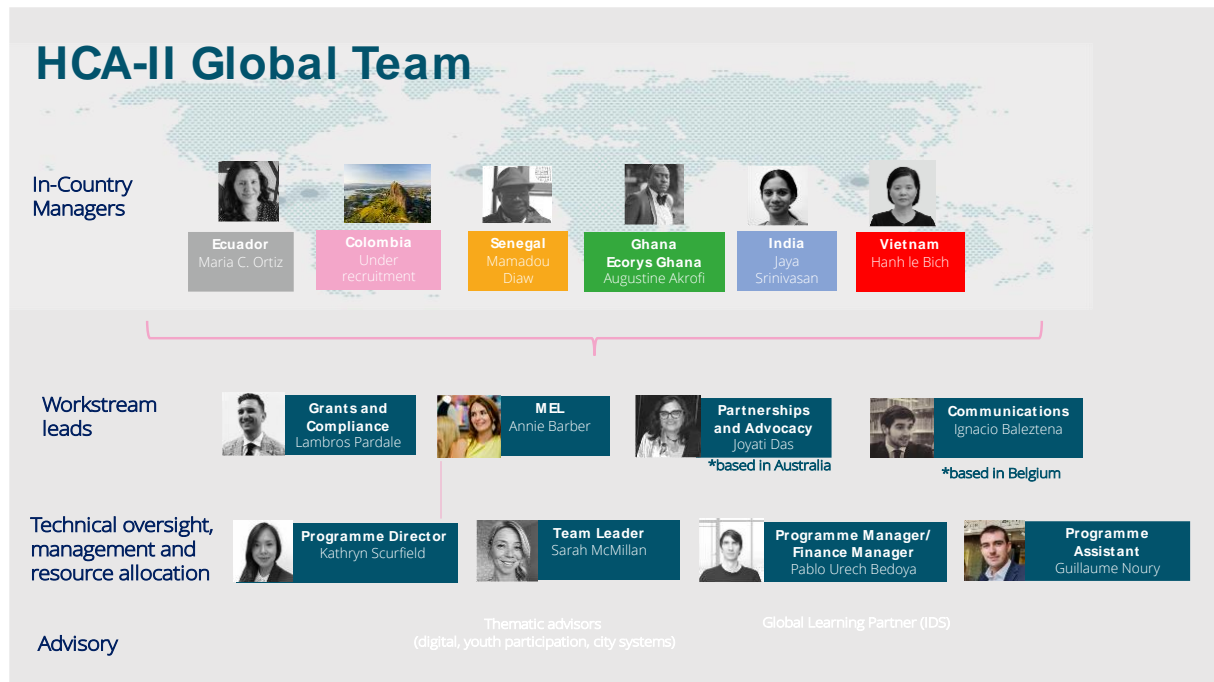 HCA-II Global Team
In-Country
Managers
Ecuador
Maria C. Ortiz
Colombia
Under
recruitment
Senegal
Mamadou
Diaw
Ghana
Ecorys Ghana
Augustine Akrofi
India
Jaya
Srinivasan
Vietnam
Hanh le Bich
Workstream
leads
Grants and
Compliance
Lambros Pardale
MEL
Annie Barber
Partnerships
and Advocacy
Joyati Das
*based in Australia
Communications
Ignacio Baleztena
*based in Belgium
Technical oversight,
management and
resource allocation
Programme Director
Kathryn Scurfield
Team Leader
Sarah McMillan
Programme Manager/
Finance Manager
Pablo Urech Bedoya
Programme
Assistant
Guillaume Noury
Advisory
Thematic advisors
(digital, youth participation, city systems)
Global Learning Partner (IDS)